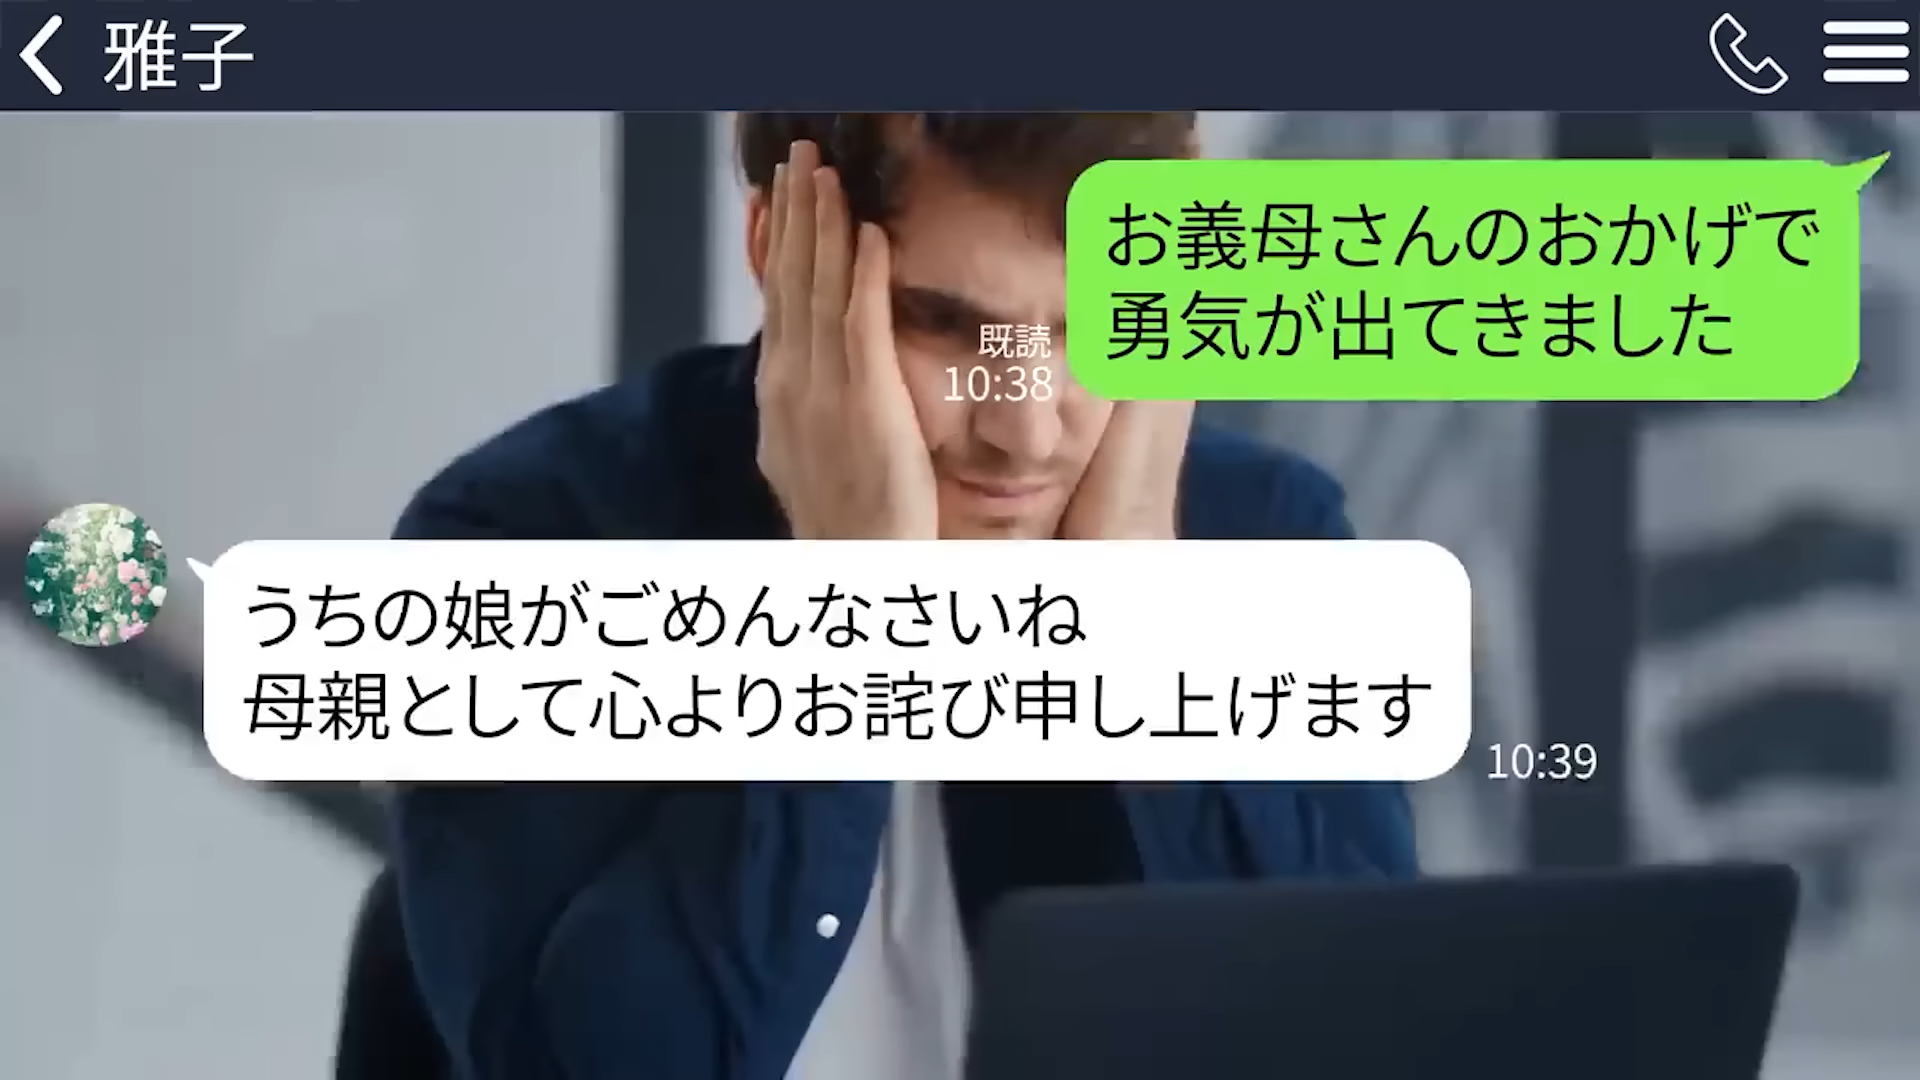 雅子
お義母さんのおかげで
勇気が出てきました
既読
10:38
うちの娘がごめんなさいね
母親として心よりお詫び申し上げます
10:39